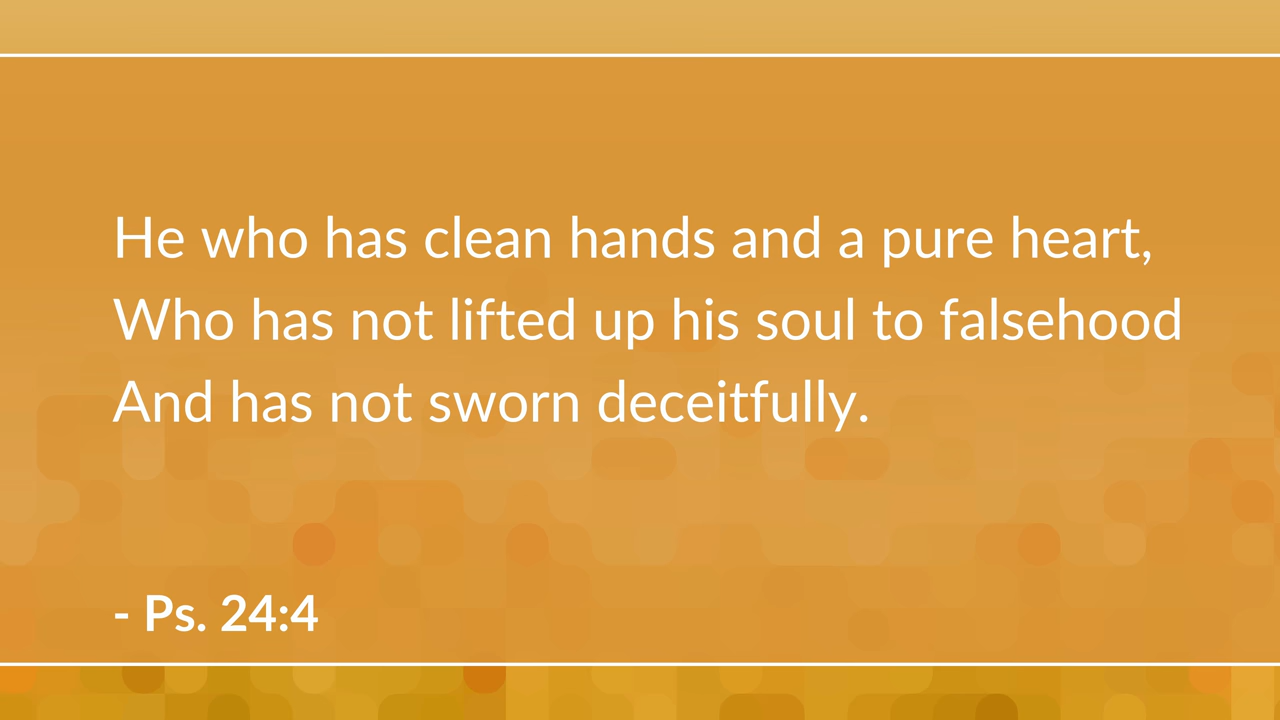 He who has clean hands and a pure heart,
Who has not lifted up his soul to falsehood
And has not sworn deceitfully.
- Ps. 24:4